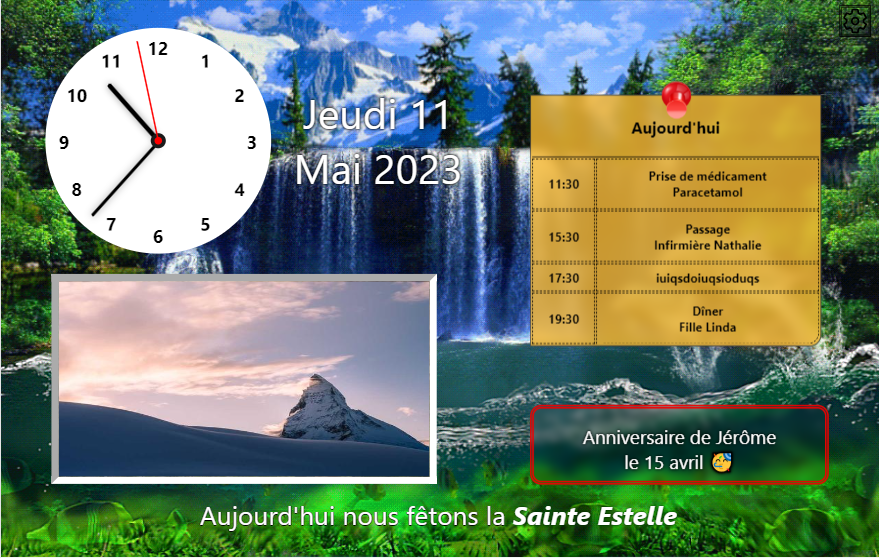 12
1
2
3
4
5
6
7
8
9
10
11
Jeudi 11
Mai 2023
Aujourd'hui
11:30
Prise de médicament
Paracetamol
15:30
Passage
Infirmière Nathalie
17:30
iuiqsdoiuqsioduqs
19:30
Dîner
Fille Linda
Anniversaire de Jérôme
le 15 avril 🥳
Aujourd'hui nous fêtons la Sainte Estelle